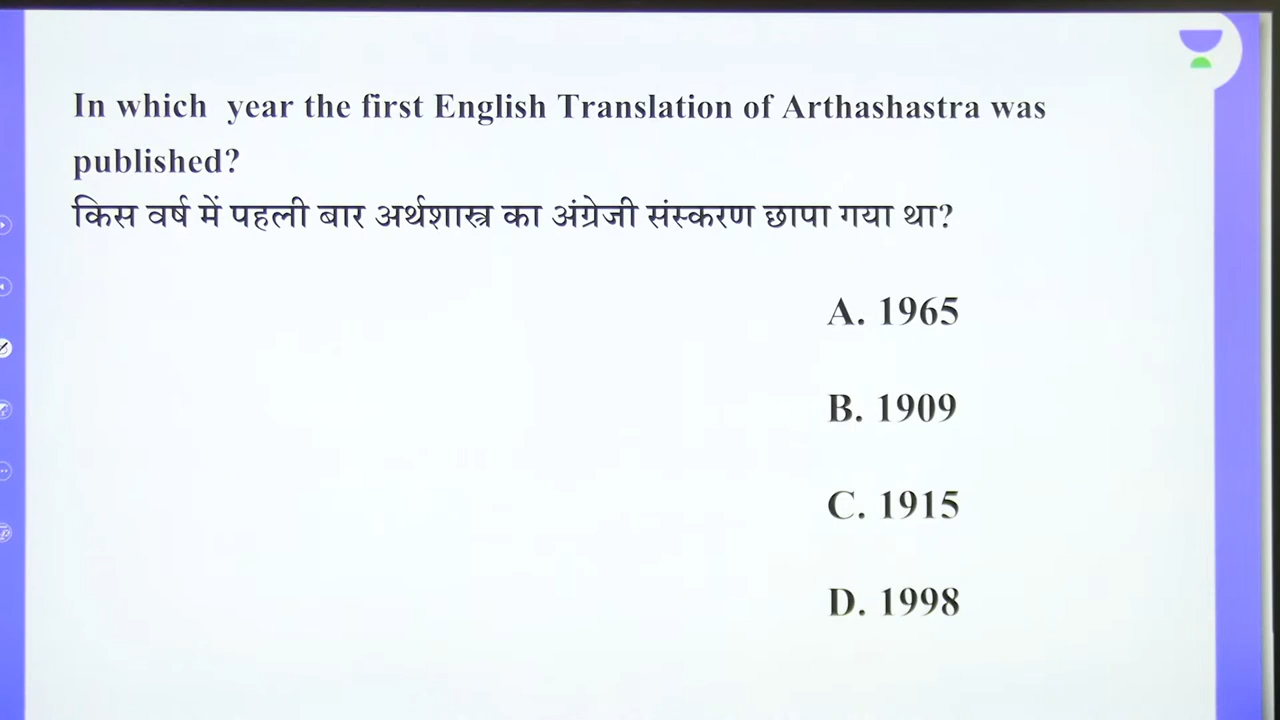 In which year the first English Translation of Arthashastra was
published?
किस वर्ष में पहली बार अर्थशास्त्र का अंग्रेजी संस्करण छापा गया था?
A. 1965
B. 1909
C. 1915
D. 1998